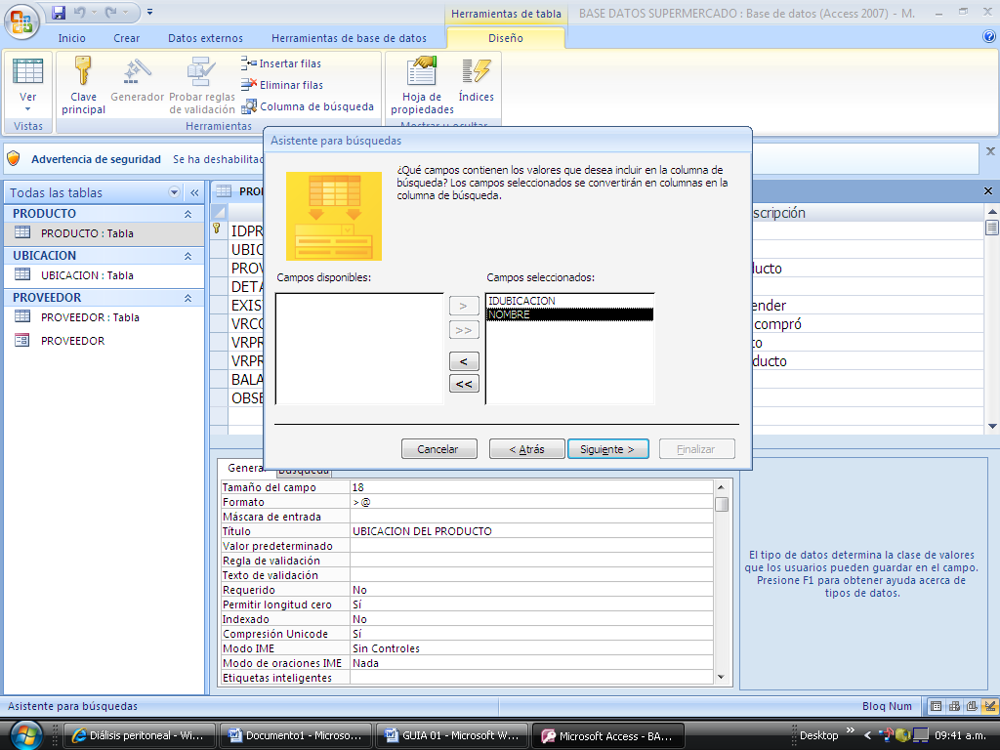 Herramientas de tabla
BASE DATOS SUPERMERCADO : Base de datos (Access 2007) - M.
Inicio
Crear
Datos externos
Herramientas de base de datos
Diseño
Ver
Clave principal
Generador
Probar reglas de validación
Insertar filas
Eliminar filas
Columna de búsqueda
Hoja de propiedades
Índices
Vistas
Herramientas
Mostrar u ocultar
Advertencia de seguridad
Se ha deshabilitad
Asistente para búsquedas
¿Qué campos contienen los valores que desea incluir en la columna de
búsqueda? Los campos seleccionados se convertirán en columnas en la
columna de búsqueda.
Campos disponibles:
Campos seleccionados:
IDUBICACION
NOMBRE
>
>>
<
<<
Cancelar
< Atrás
Siguiente >
Finalizar
Todas las tablas
PRODUCTO
PRODUCTO : Tabla
UBICACION
UBICACION : Tabla
PROVEEDOR
PROVEEDOR : Tabla
PROVEEDOR
PRO
scripción
IDPR
UBIC
PROV
ducto
DETA
EXIS
ender
VRCO
compró
VRPR
to
VRPR
ducto
BALA
OBSE
General
Búsqueda
Tamaño del campo 18
Formato >@
Máscara de entrada
Título UBICACION DEL PRODUCTO
Valor predeterminado
Regla de validación
Texto de validación
Requerido No
Permitir longitud cero Sí
Indexado No
Compresión Unicode Sí
Modo IME Sin Controles
Modo de oraciones IME Nada
Etiquetas inteligentes
El tipo de datos determina la clase de valores
que los usuarios pueden guardar en el campo.
Presione F1 para obtener ayuda acerca de
tipos de datos.
Asistente para búsquedas
Bloq Num
Diálisis peritoneal - Wi...
Documento1 - Microso...
GUIA 01 - Microsoft W...
Microsoft Access - BA...
Desktop
09:41 a.m.